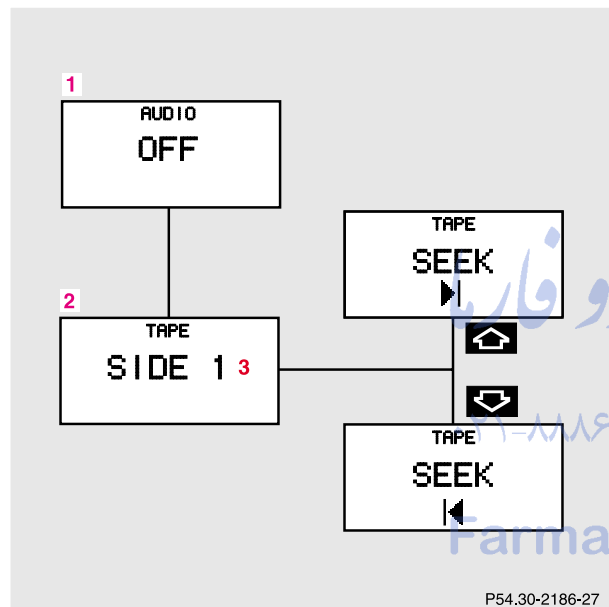 1
AUDIO
OFF
2
TAPE
SIDE 1 3
TAPE
SEEK
TAPE
SEEK
Farma
P54.30-2186-27